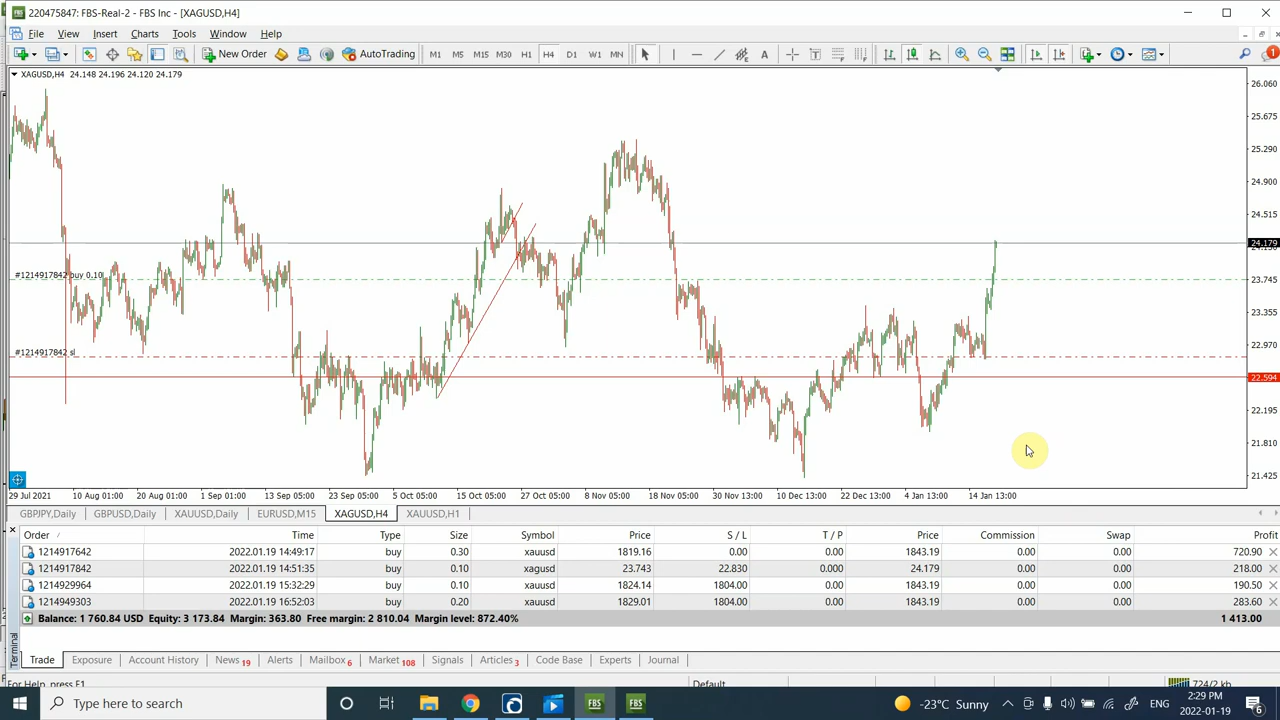 220475847: FBS-Real-2 - FBS Inc - [XAGUSD,H4]
File View Insert Charts Tools Window Help
New Order AutoTrading M1 M5 M15 M30 H1 H4 D1 W1 MN A T
XAGUSD,H4 24.148 24.196 24.120 24.179
26.060
25.675
25.290
24.900
24.515
24.179
#1214917842 buy 0.10
23.745
23.355
22.970
#1214917842 sl
22.594
22.195
21.810
21.425
29 Jul 2021 10 Aug 01:00 20 Aug 01:00 1 Sep 01:00 13 Sep 05:00 23 Sep 05:00 5 Oct 05:00 15 Oct 05:00 27 Oct 05:00 8 Nov 05:00 18 Nov 05:00 30 Nov 13:00 10 Dec 13:00 22 Dec 13:00 4 Jan 13:00 14 Jan 13:00
GBPJPY,Daily GBPUSD,Daily XAUUSD,Daily EURUSD,M15 XAGUSD,H4 XAUUSD,H1
Order / Time Type Size Symbol Price S / L T / P Price Commission Swap Profit
1214917642 2022.01.19 14:49:17 buy 0.30 xauusd 1819.16 0.00 0.00 1843.19 0.00 0.00 720.90
1214917842 2022.01.19 14:51:35 buy 0.10 xagusd 23.743 22.830 0.000 24.179 0.00 0.00 218.00
1214929964 2022.01.19 15:32:29 buy 0.10 xauusd 1824.14 1804.00 0.00 1843.19 0.00 0.00 190.50
1214949303 2022.01.19 16:52:03 buy 0.20 xauusd 1829.01 1804.00 0.00 1843.19 0.00 0.00 283.60
Balance: 1 760.84 USD Equity: 3 173.84 Margin: 363.80 Free margin: 2 810.04 Margin level: 872.40% 1 413.00
Terminal
Trade Exposure Account History News 19 Alerts Mailbox 6 Market 108 Signals Articles 3 Code Base Experts Journal
For Help, press F1 Default 724/2 kb
Type here to search FBS FBS -23°C Sunny ENG 2:29 PM
2022-01-19 6